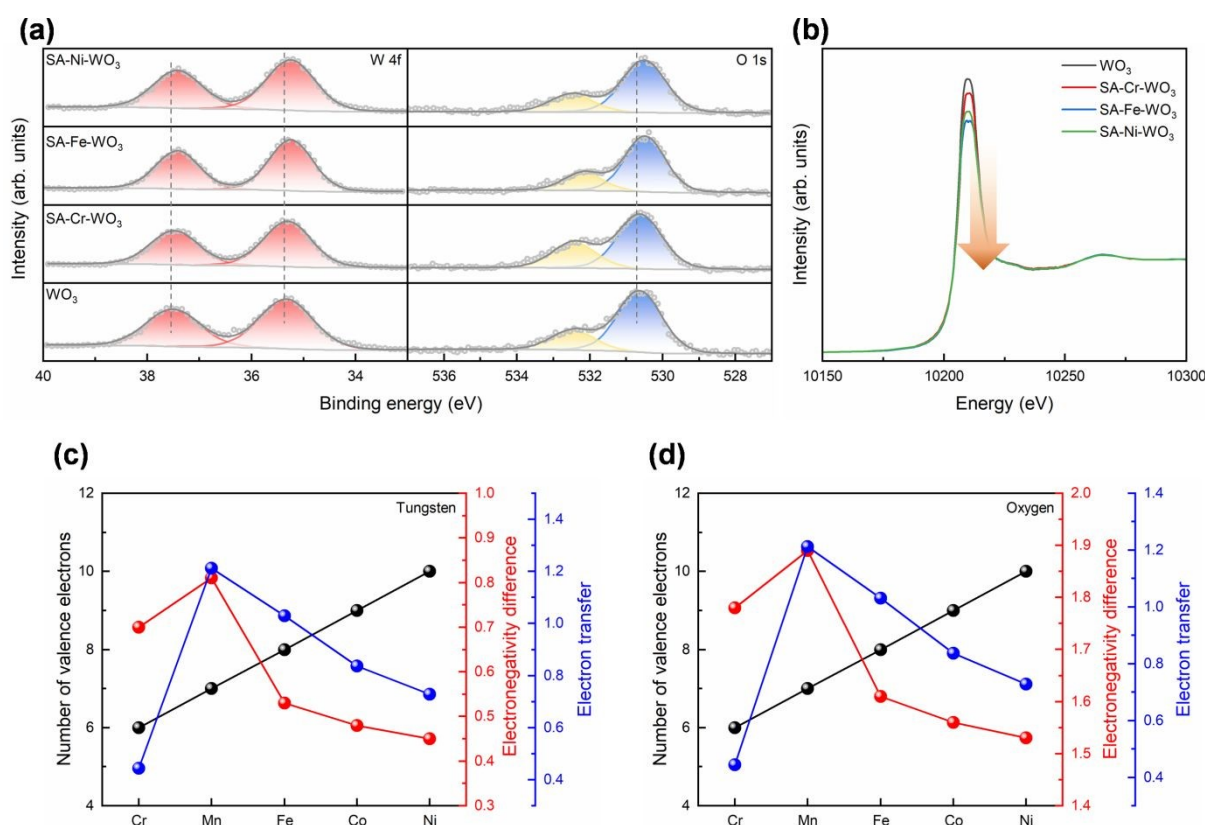 (a)
SA-Ni-WO₃
W 4f
O 1s
SA-Fe-WO₃
SA-Cr-WO₃
WO₃
Intensity (arb. units)
40 38 36 34 536 534 532 530 528
Binding energy (eV)
(b)
WO₃
SA-Cr-WO₃
SA-Fe-WO₃
SA-Ni-WO₃
Intensity (arb. units)
10150 10200 10250 10300
Energy (eV)
(c)
Tungsten
Number of valence electrons
12
10
8
6
4
Cr Mn Fe Co Ni
1.0
0.9
0.8
0.7
0.6
0.5
0.4
0.3
Electronegativity difference
1.4
1.2
1.0
0.8
0.6
0.4
Electron transfer
(d)
Oxygen
Number of valence electrons
12
10
8
6
4
Cr Mn Fe Co Ni
2.0
1.9
1.8
1.7
1.6
1.5
1.4
Electronegativity difference
1.4
1.2
1.0
0.8
0.6
0.4
Electron transfer